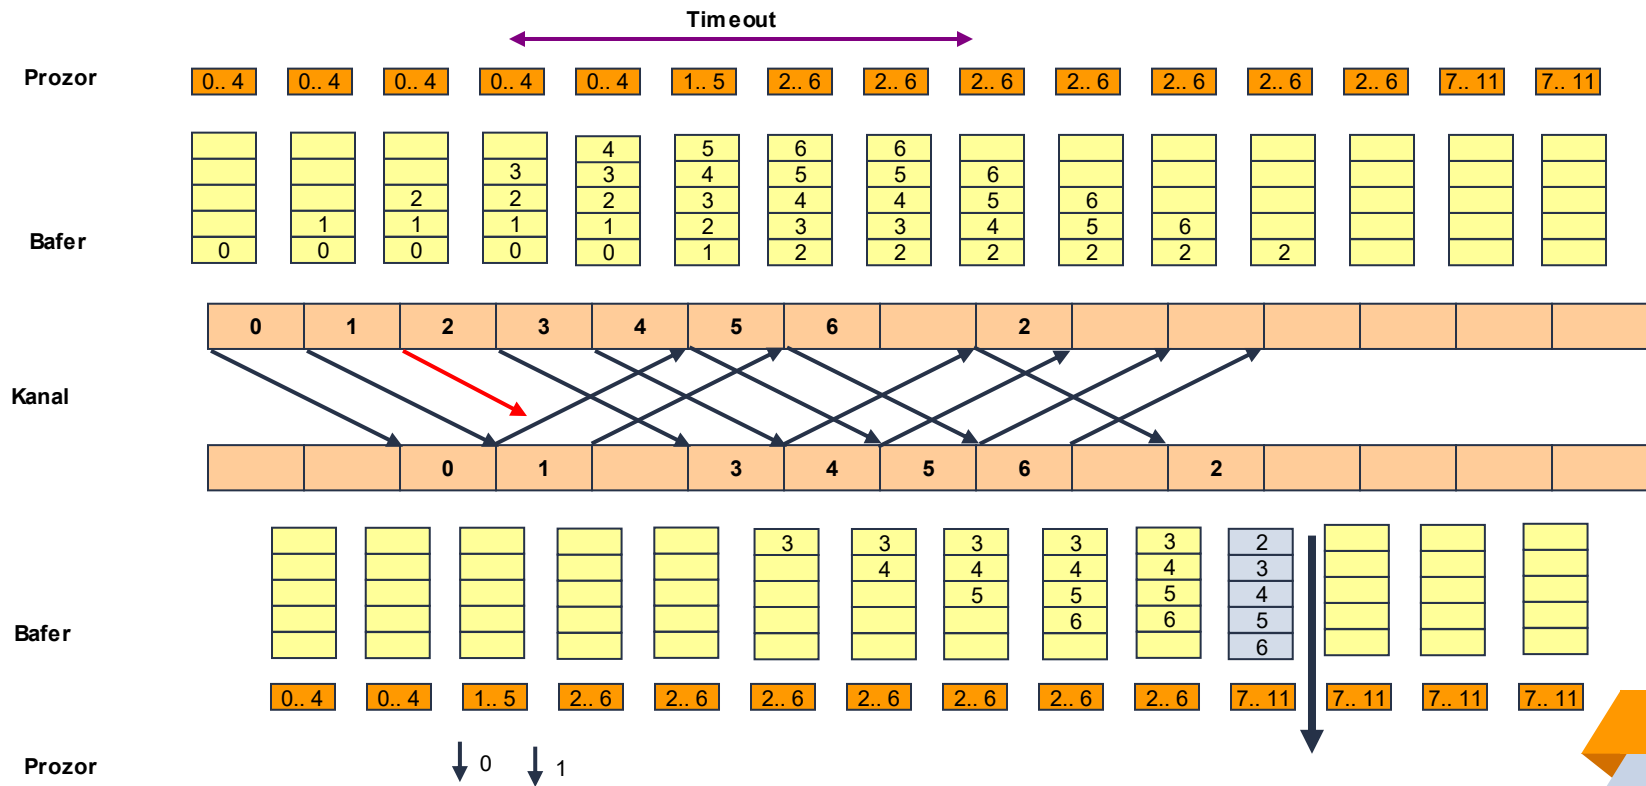 Timeout
Prozor 0.. 4 0.. 4 0.. 4 0.. 4 0.. 4 1.. 5 2.. 6 2.. 6 2.. 6 2.. 6 2.. 6 2.. 6 2.. 6 7.. 11 7.. 11
4 5 6 6
3 3 4 5 5 6
2 2 2 3 4 4 5 6
1 1 1 1 2 3 3 4 5 6
Bafer
0 0 0 0 0 1 2 2 2 2 2 2
0 1 2 3 4 5 6 2
Kanal
0 1 3 4 5 6 2
3 3 3 3 3 2
4 4 4 4 3
5 5 5 4
6 6 5
Bafer
6
0.. 4 0.. 4 1.. 5 2.. 6 2.. 6 2.. 6 2.. 6 2.. 6 2.. 6 2.. 6 7.. 11 7.. 11 7.. 11 7.. 11
Prozor 0 1